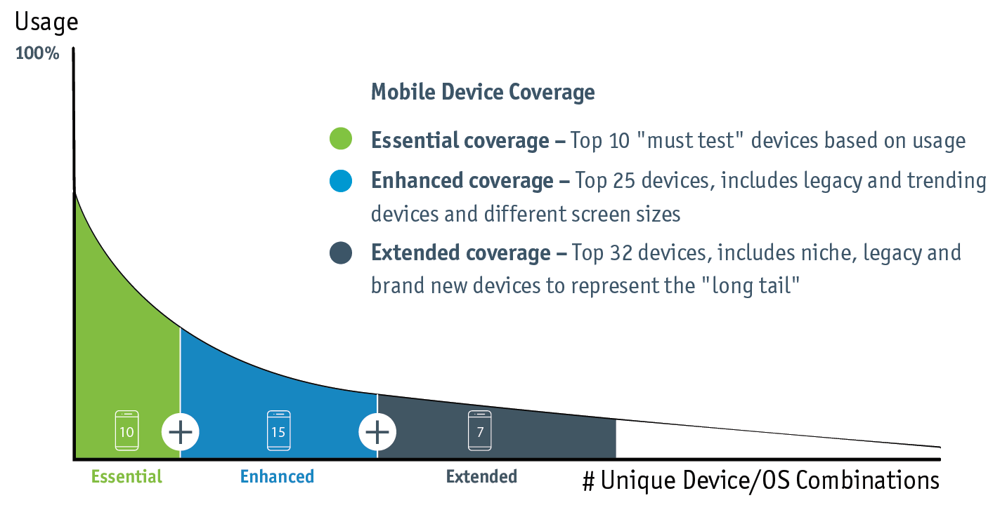 Usage
100%
Mobile Device Coverage
Essential coverage – Top 10 "must test" devices based on usage
Enhanced coverage – Top 25 devices, includes legacy and trending
devices and different screen sizes
Extended coverage – Top 32 devices, includes niche, legacy and
brand new devices to represent the "long tail"
10
+
15
+
7
Essential
Enhanced
Extended
# Unique Device/OS Combinations